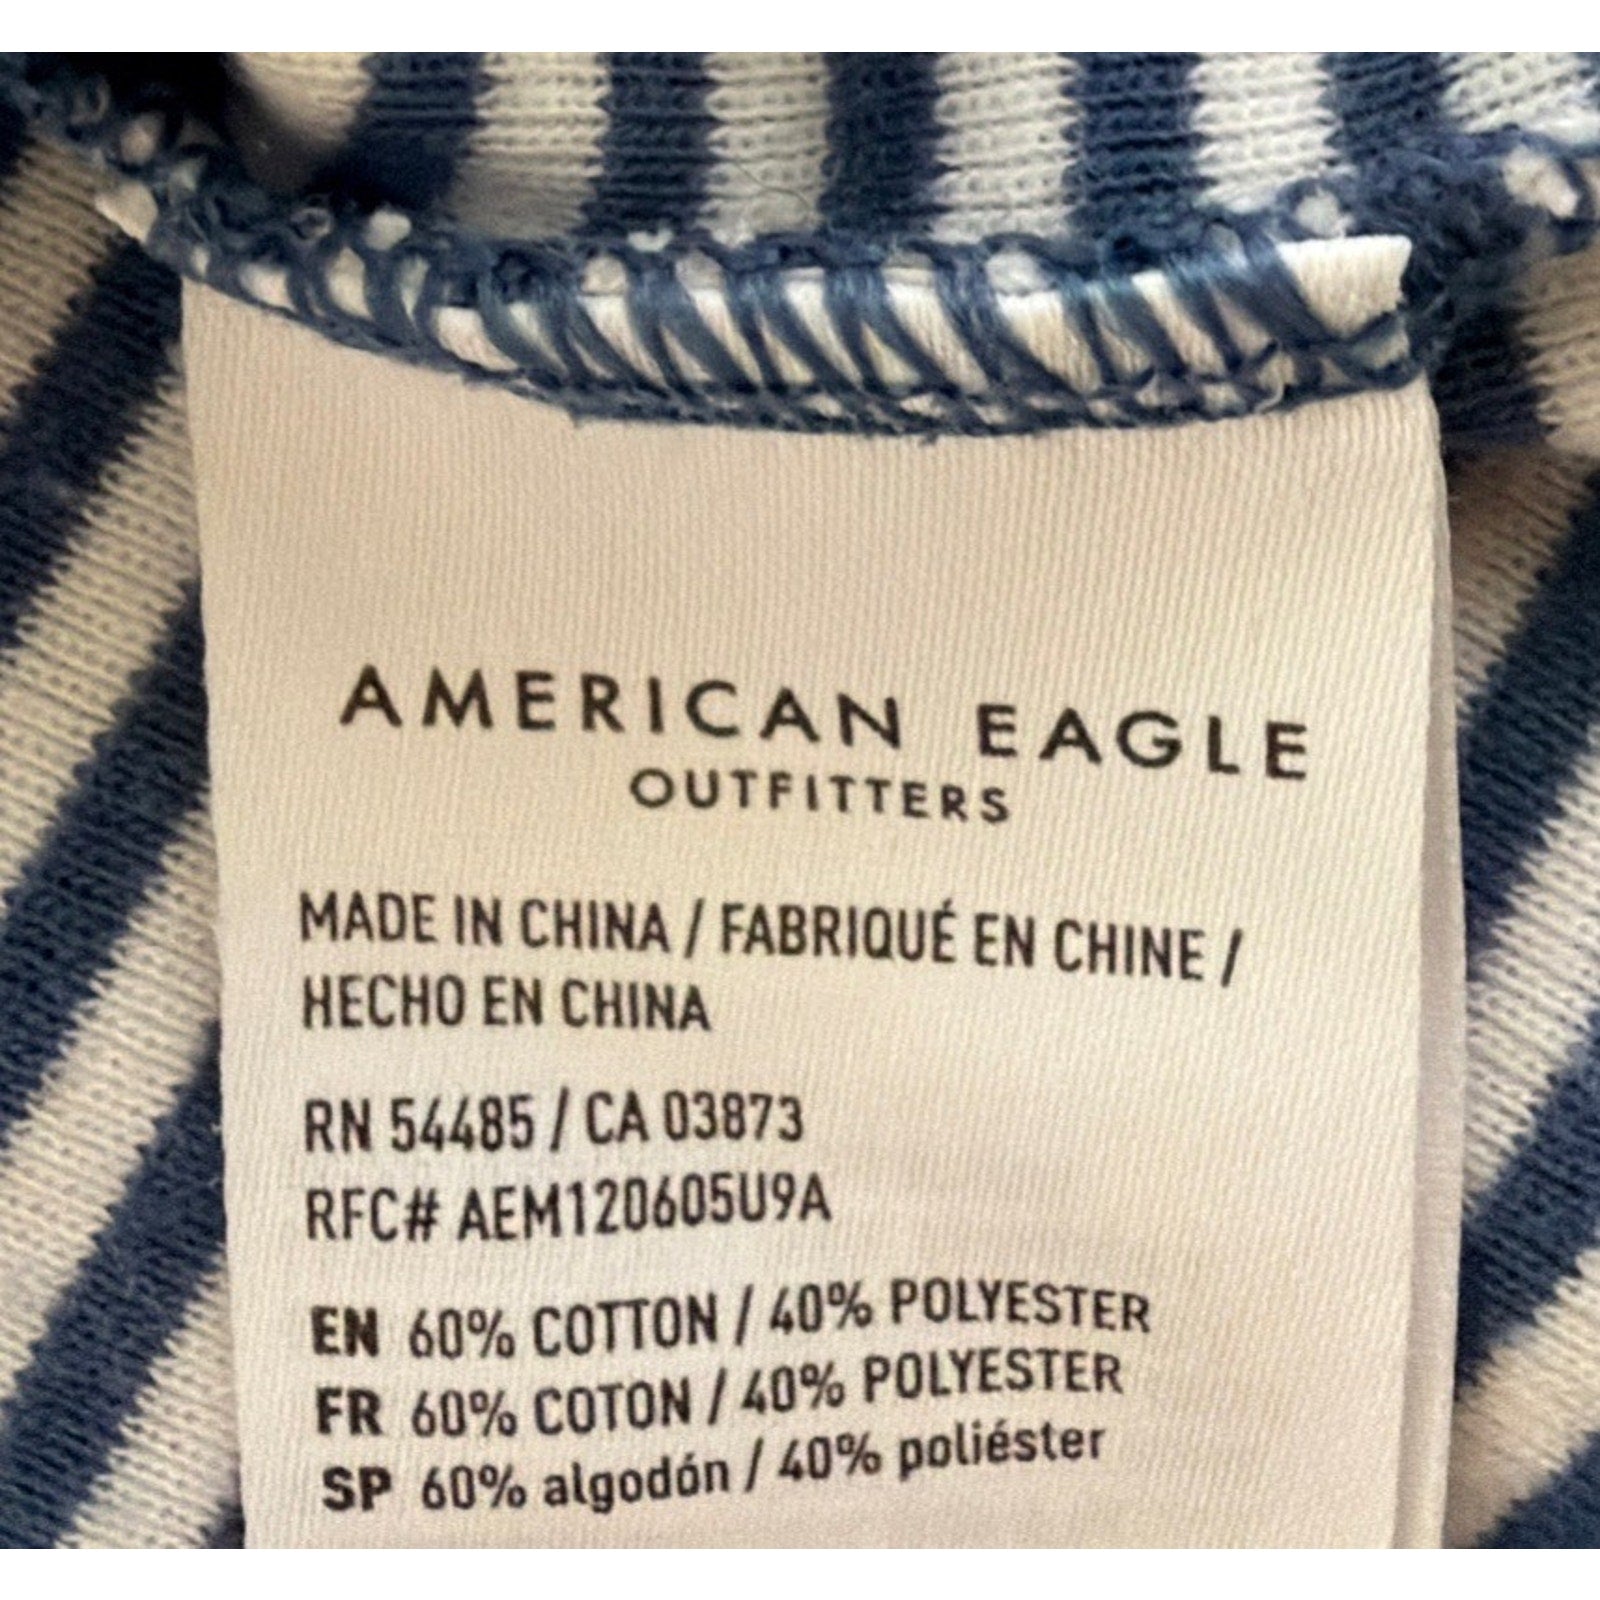 AMERICAN EAGLE
OUTFITTERS
MADE IN CHINA / FABRIQUÉ EN CHINE /
HECHO EN CHINA
RN 54485 / CA 03873
RFC# AEM120605U9A
EN 60% COTTON / 40% POLYESTER
FR 60% COTON / 40% POLYESTER
SP 60% algodón / 40% poliéster